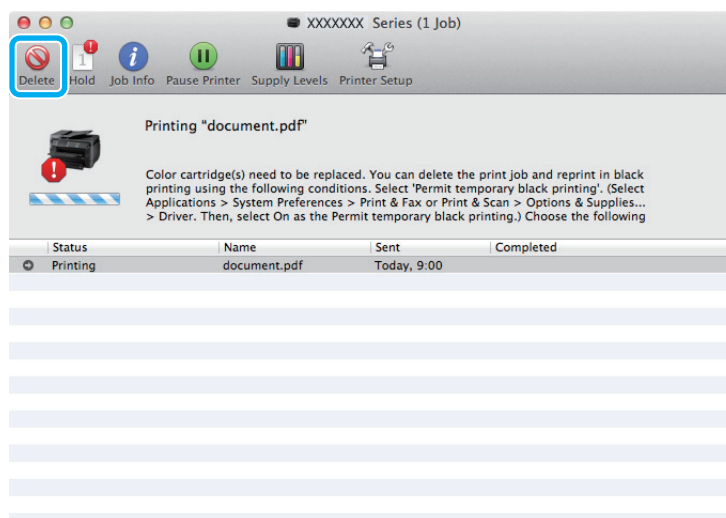 XXXXXXX Series (1 Job)
1
Delete Hold Job Info Pause Printer Supply Levels Printer Setup
Printing "document.pdf"
Color cartridge(s) need to be replaced. You can delete the print job and reprint in black
printing using the following conditions. Select 'Permit temporary black printing'. (Select
Applications > System Preferences > Print & Fax or Print & Scan > Options & Supplies...
> Driver. Then, select On as the Permit temporary black printing.) Choose the following
Status Name Sent Completed
Printing document.pdf Today, 9:00